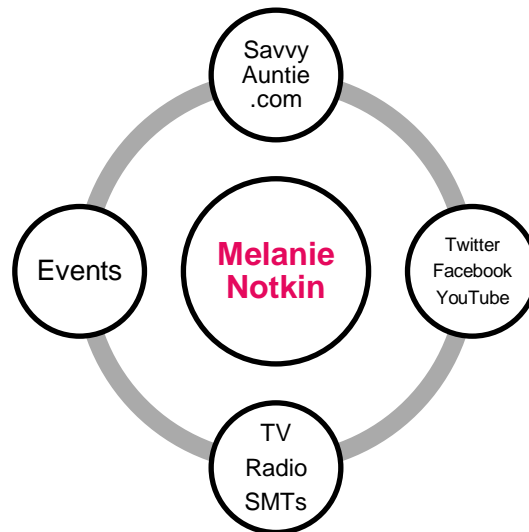 Savvy
Auntie
.com
Melanie
Notkin
Events
Twitter
Facebook
YouTube
TV
Radio
SMTs